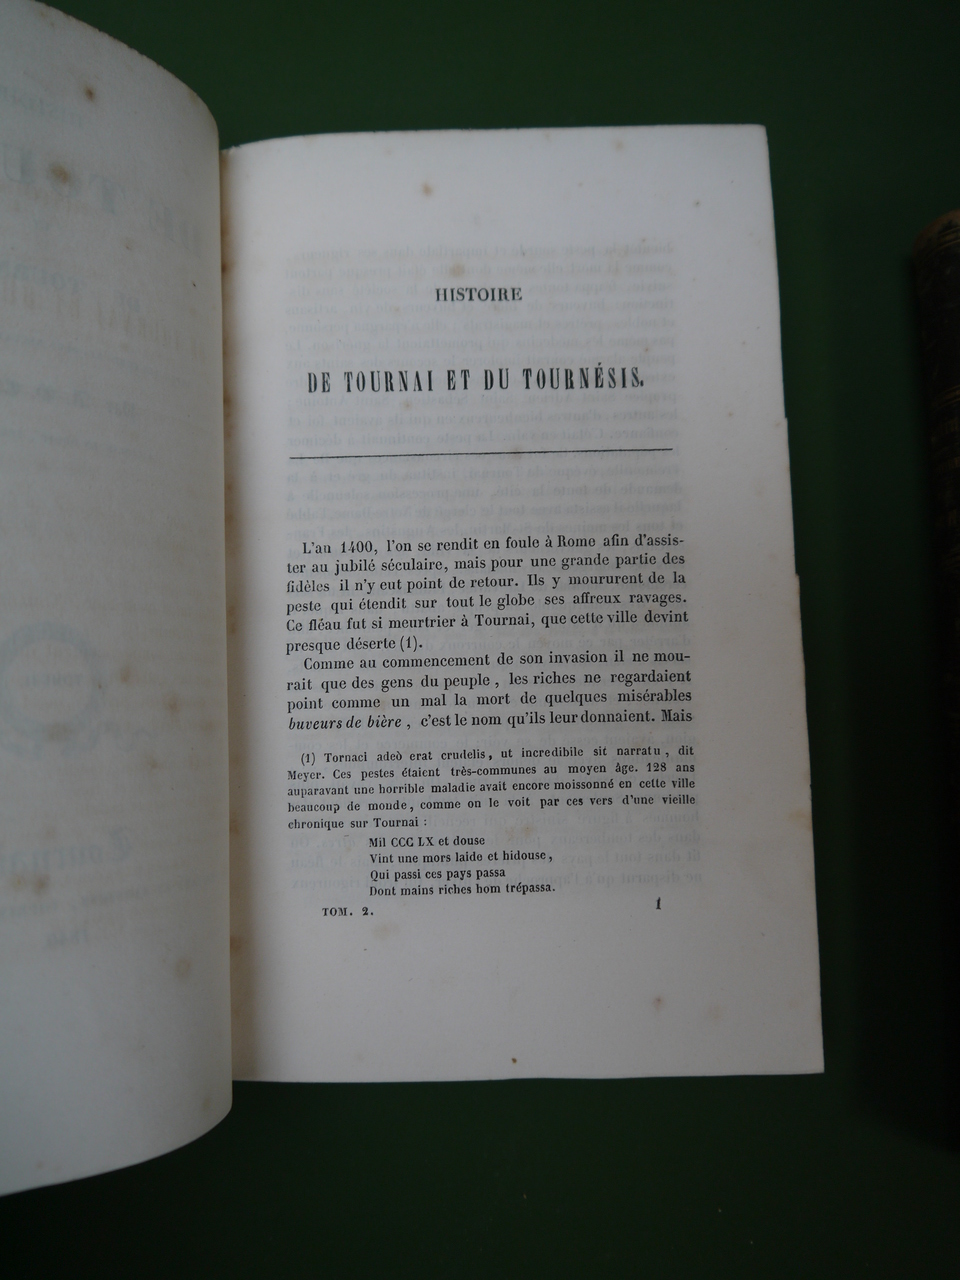 HISTOIRE
DE TOURNAI ET DU TOURNÉSIS.
L'an 1400, l'on se rendit en foule à Rome afin d'assis-
ter au jubilé séculaire, mais pour une grande partie des
fidèles il n'y eut point de retour. Ils y moururent de la
peste qui étendit sur tout le globe ses affreux ravages.
Ce fléau fut si meurtrier à Tournai, que cette ville devint
presque déserte (1).
Comme au commencement de son invasion il ne mou-
rait que des gens du peuple, les riches ne regardaient
point comme un mal la mort de quelques misérables
buveurs de bière, c'est le nom qu'ils leur donnaient. Mais
(1) Tornaci adeò erat crudelis, ut incredibile sit narratu, dit
Meyer. Ces pestes étaient très-communes au moyen âge. 128 ans
auparavant une horrible maladie avait encore moissonné en cette ville
beaucoup de monde, comme on le voit par ces vers d'une vieille
chronique sur Tournai :
Mil CCC LX et douse
Vint une mors laide et hidouse,
Qui passi ces pays passa
Dont mains riches hom trépassa.
TOM. 2. 1